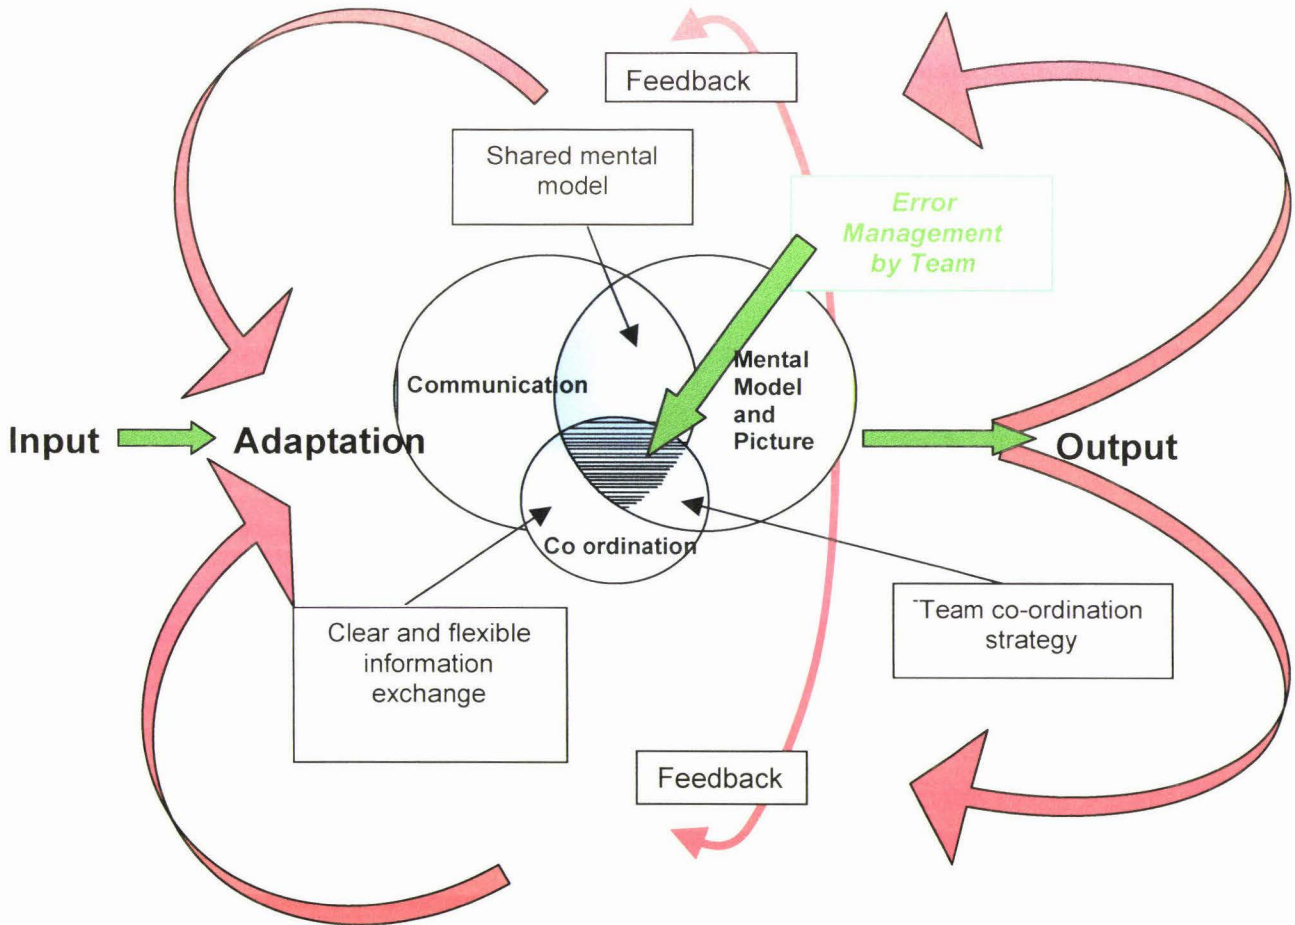 Feedback
Shared mental
model
Error
Management
by Team
Communication
Mental
Model
and
Picture
Input
Adaptation
Output
Co ordination
Clear and flexible
information
exchange
Team co-ordination
strategy
Feedback